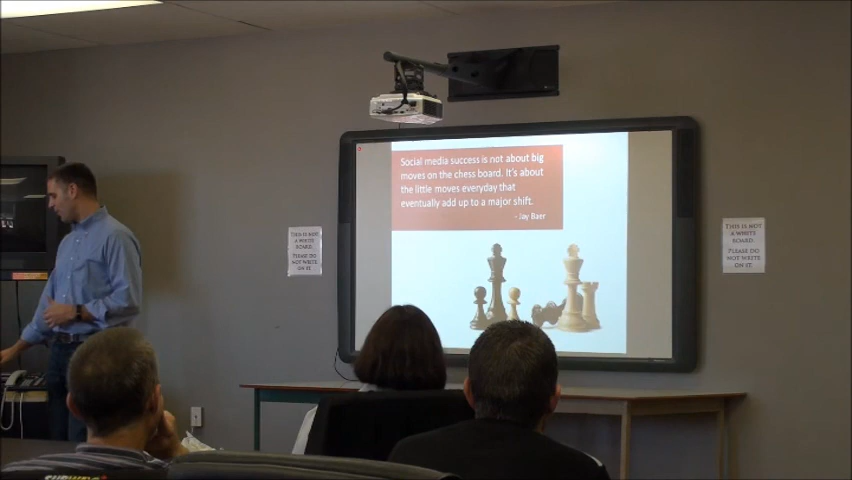 Social media success is not about big
moves on the chess board. It's about
the little moves everyday that
eventually add up to a major shift.
- Jay Baer
THIS IS NOT
A WHITE
BOARD.
PLEASE DO
NOT WRITE
ON IT.
THIS IS NOT
A WHITE
BOARD.
PLEASE DO
NOT WRITE
ON IT.
SUBWAY